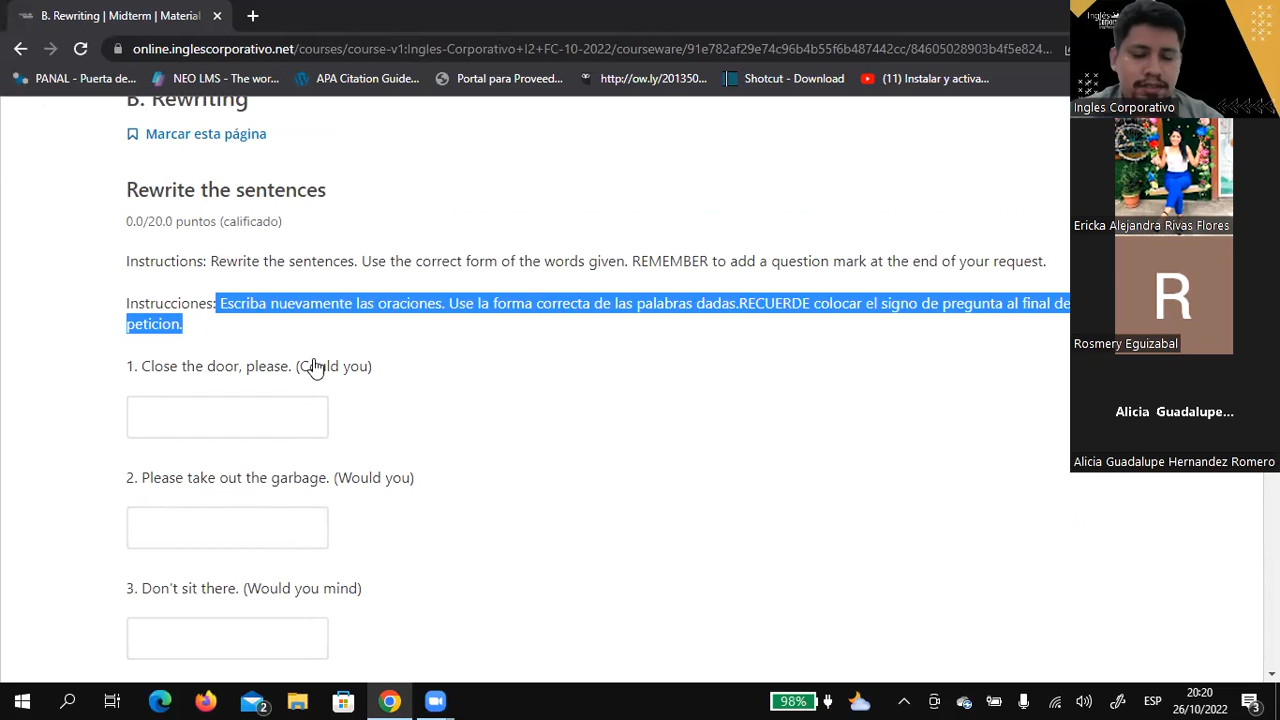 B. Rewriting | Midterm | Material
online.inglescorporativo.net/courses/course-v1:Ingles-Corporativo+I2+FC-10-2022/courseware/91e782af29e74c96b4b55f6b487442cc/84605028903b4f5e824...
PANAL - Puerta de...
NEO LMS - The wor...
APA Citation Guide...
Portal para Proveed...
http://ow.ly/201350...
Shotcut - Download
(11) Instalar y activa...
B. Rewriting
Marcar esta página
Rewrite the sentences
0.0/20.0 puntos (calificado)
Instructions: Rewrite the sentences. Use the correct form of the words given. REMEMBER to add a question mark at the end of your request.
Instrucciones: Escriba nuevamente las oraciones. Use la forma correcta de las palabras dadas.RECUERDE colocar el signo de pregunta al final de
peticion.
1. Close the door, please. (Could you)
2. Please take out the garbage. (Would you)
3. Don't sit there. (Would you mind)
Ingles Corporativo
Ericka Alejandra Rivas Flores
R
Rosmery Eguizabal
Alicia Guadalupe...
Alicia Guadalupe Hernandez Romero
2
98%
ESP
20:20
26/10/2022
3